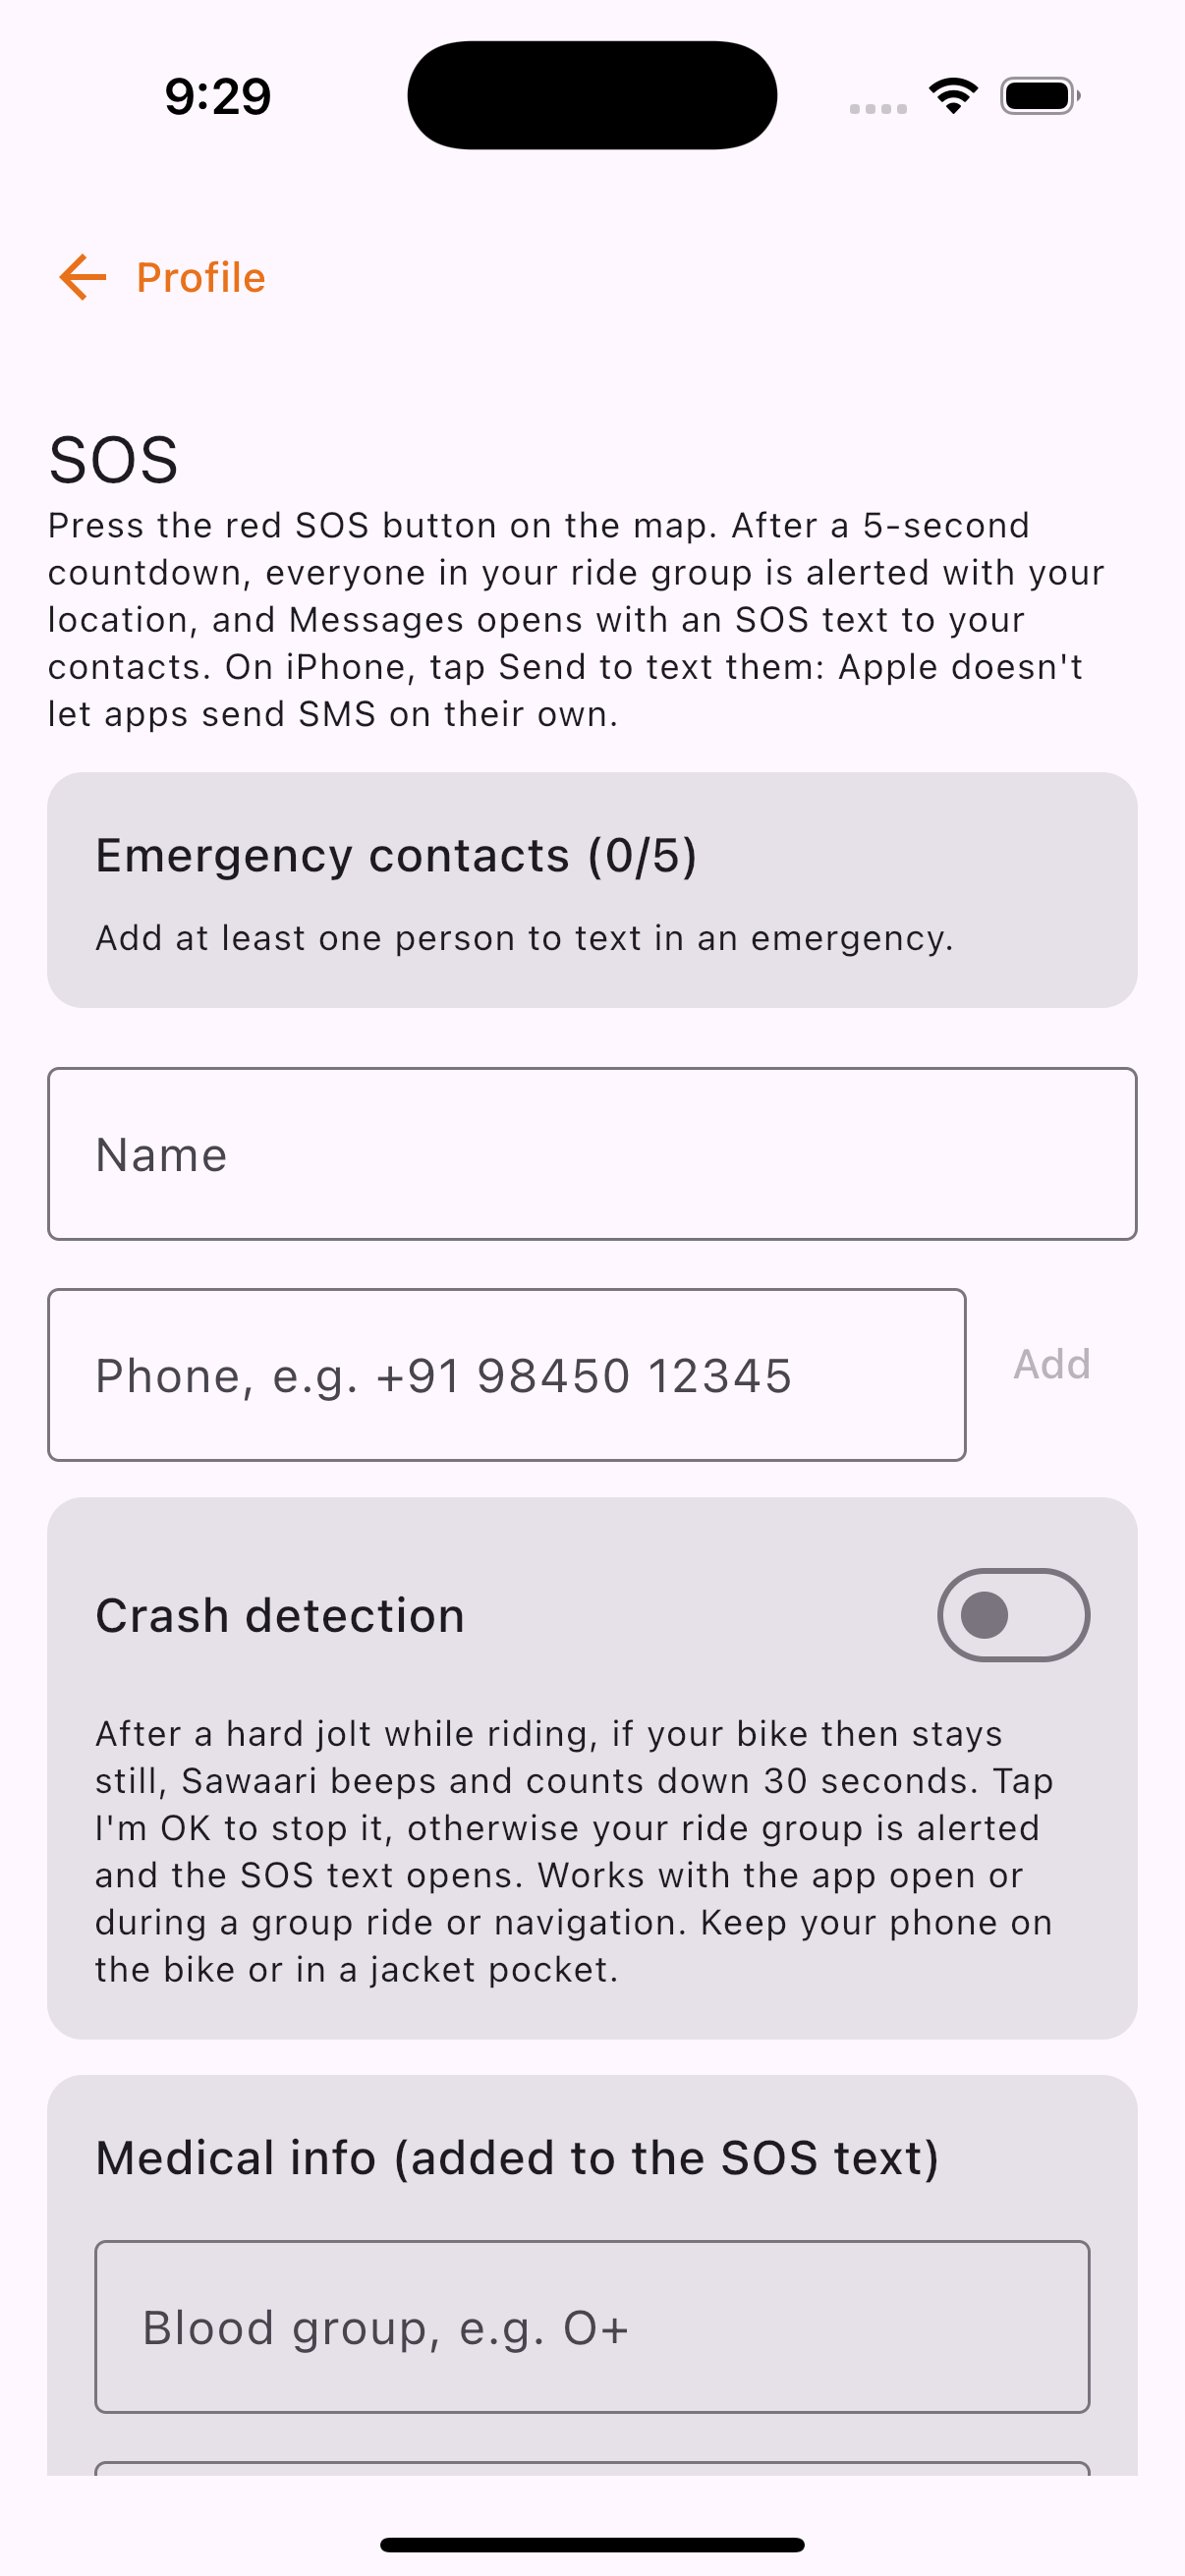 9:29
Profile
SOS
Press the red SOS button on the map. After a 5-second
countdown, everyone in your ride group is alerted with your
location, and Messages opens with an SOS text to your
contacts. On iPhone, tap Send to text them: Apple doesn't
let apps send SMS on their own.
Emergency contacts (0/5)
Add at least one person to text in an emergency.
Name
Phone, e.g. +91 98450 12345
Add
Crash detection
After a hard jolt while riding, if your bike then stays
still, Sawaari beeps and counts down 30 seconds. Tap
I'm OK to stop it, otherwise your ride group is alerted
and the SOS text opens. Works with the app open or
during a group ride or navigation. Keep your phone on
the bike or in a jacket pocket.
Medical info (added to the SOS text)
Blood group, e.g. O+